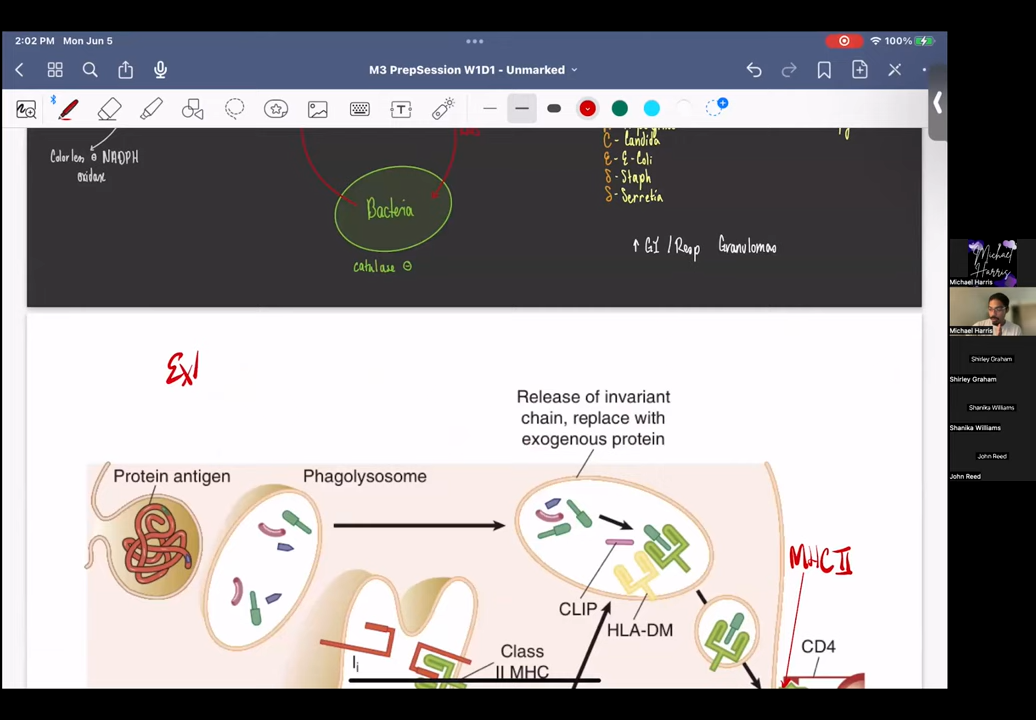 2:02 PM Mon Jun 5
100%
M3 PrepSession W1D1 - Unmarked
Colorless ⊖ NADPH
oxidase
C - Candida
E - E-Coli
S - Staph
S - Serretia
Bacteria
catalase ⊖
↑ GI / Resp Granulomas
Ex
Release of invariant
chain, replace with
exogenous protein
Protein antigen
Phagolysosome
MHC II
CLIP
HLA-DM
CD4
Class
II MHC
Ii
Michael
Harris
Michael Harris
Michael Harris
Shirley Graham
Shirley Graham
Shanika Williams
Shanika Williams
John Reed
John Reed